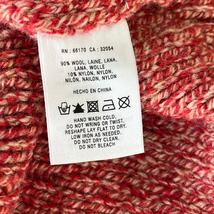 RN : 66170 CA : 32054
90% WOOL, LAINE, LANA,
LANA, WOLLE
10% NYLON, NYLON,
NILÓN, NAILON, NYLON
HECHO EN CHINA
HAND WASH COLD
DO NOT WRING OR TWIST,
RESHAPE LAY FLAT TO DRY,
LOW IRON AS NEEDED
DO NOT DRY CLEAN,
DO NOT BLEACH